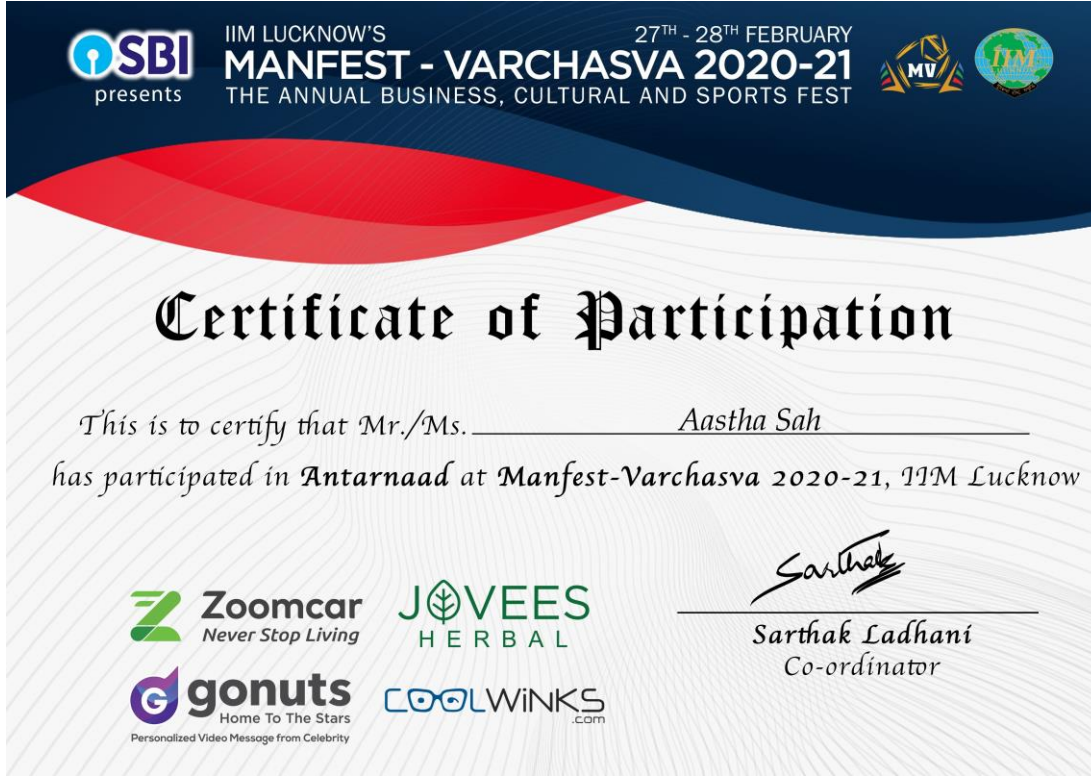 SBI
presents
IIM LUCKNOW'S
27TH - 28TH FEBRUARY
MANFEST - VARCHASVA 2020-21
THE ANNUAL BUSINESS, CULTURAL AND SPORTS FEST
MV
IIM
Certificate of Participation
This is to certify that Mr./Ms. Aastha Sah
has participated in Antarnaad at Manfest-Varchasva 2020-21, IIM Lucknow
Sarthak
Sarthak Ladhani
Co-ordinator
Zoomcar
Never Stop Living
JOVEES
HERBAL
gonuts
Home To The Stars
Personalized Video Message from Celebrity
COOLWiNKS
.com